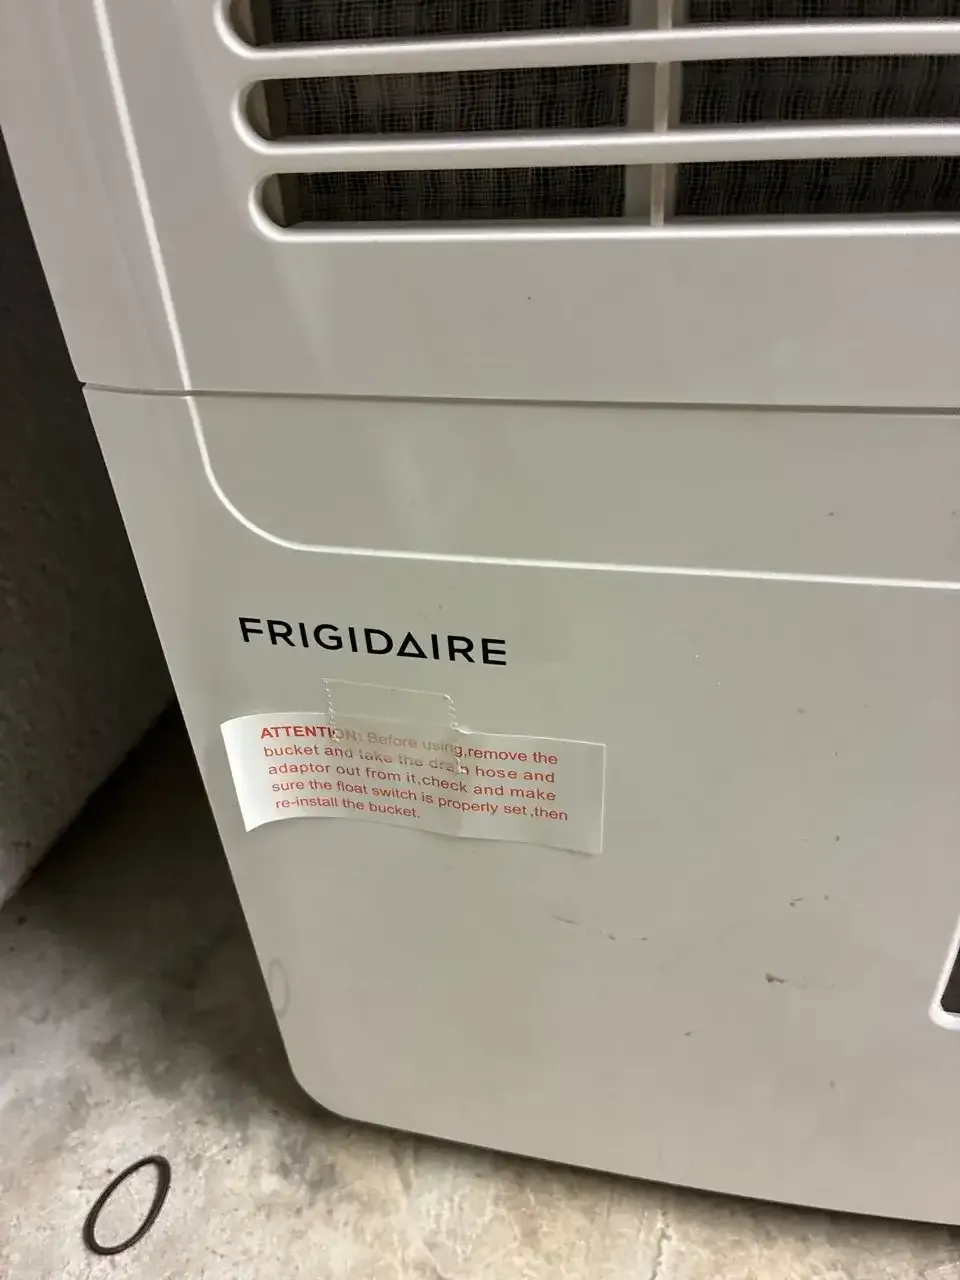 FRIGIDAIRE
ATTENTION: Before using,remove the
bucket and take the drain hose and
adaptor out from it,check and make
sure the float switch is properly set,then
re-install the bucket.